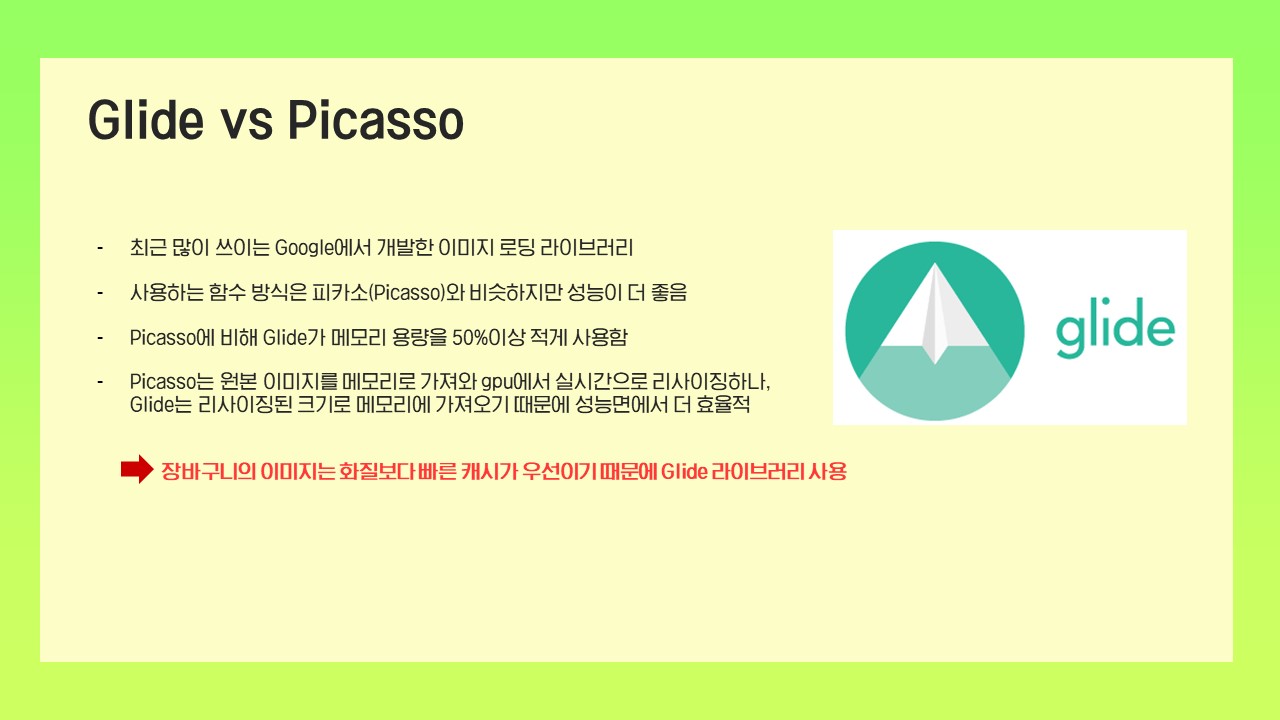 Glide vs Picasso
- 최근 많이 쓰이는 Google에서 개발한 이미지 로딩 라이브러리
- 사용하는 함수 방식은 피카소(Picasso)와 비슷하지만 성능이 더 좋음
- Picasso에 비해 Glide가 메모리 용량을 50%이상 적게 사용함
- Picasso는 원본 이미지를 메모리로 가져와 gpu에서 실시간으로 리사이징하나,
Glide는 리사이징된 크기로 메모리에 가져오기 때문에 성능면에서 더 효율적
glide
장바구니의 이미지는 화질보다 빠른 캐시가 우선이기 때문에 Glide 라이브러리 사용